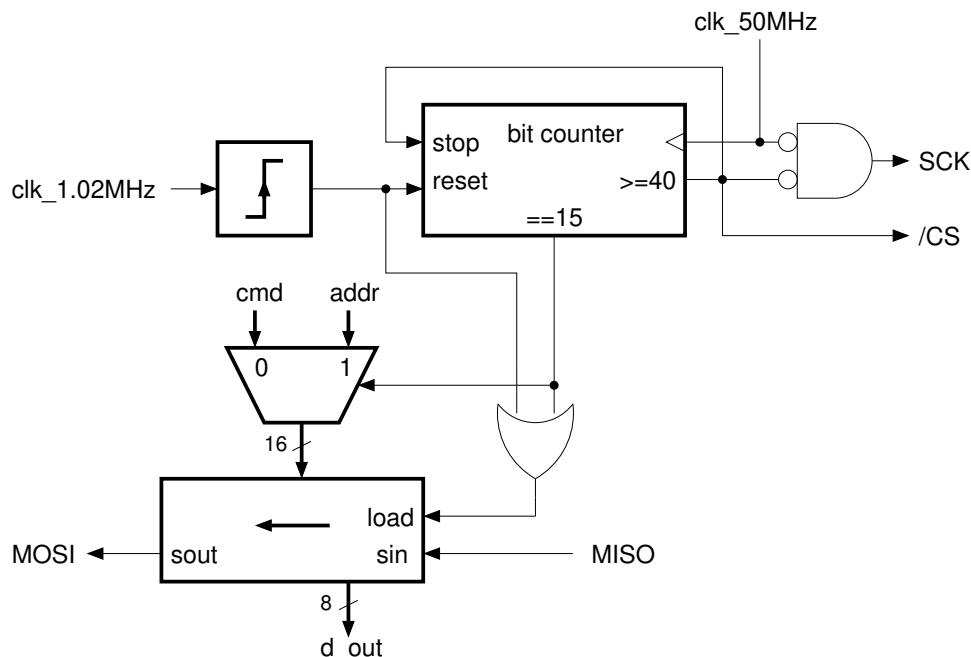 clk_50MHz
stop
bit counter
SCK
clk_1.02MHz
reset
>=40
==15
/CS
cmd
addr
0
1
16
load
MOSI
sout
sin
MISO
8
d out